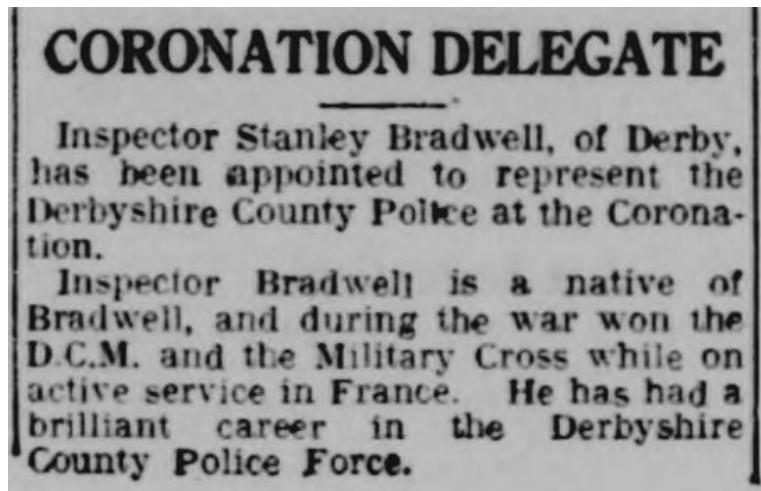 CORONATION DELEGATE
Inspector Stanley Bradwell, of Derby,
has been appointed to represent the
Derbyshire County Police at the Corona-
tion.
Inspector Bradwell is a native of
Bradwell, and during the war won the
D.C.M. and the Military Cross while on
active service in France. He has had a
brilliant career in the Derbyshire
County Police Force.